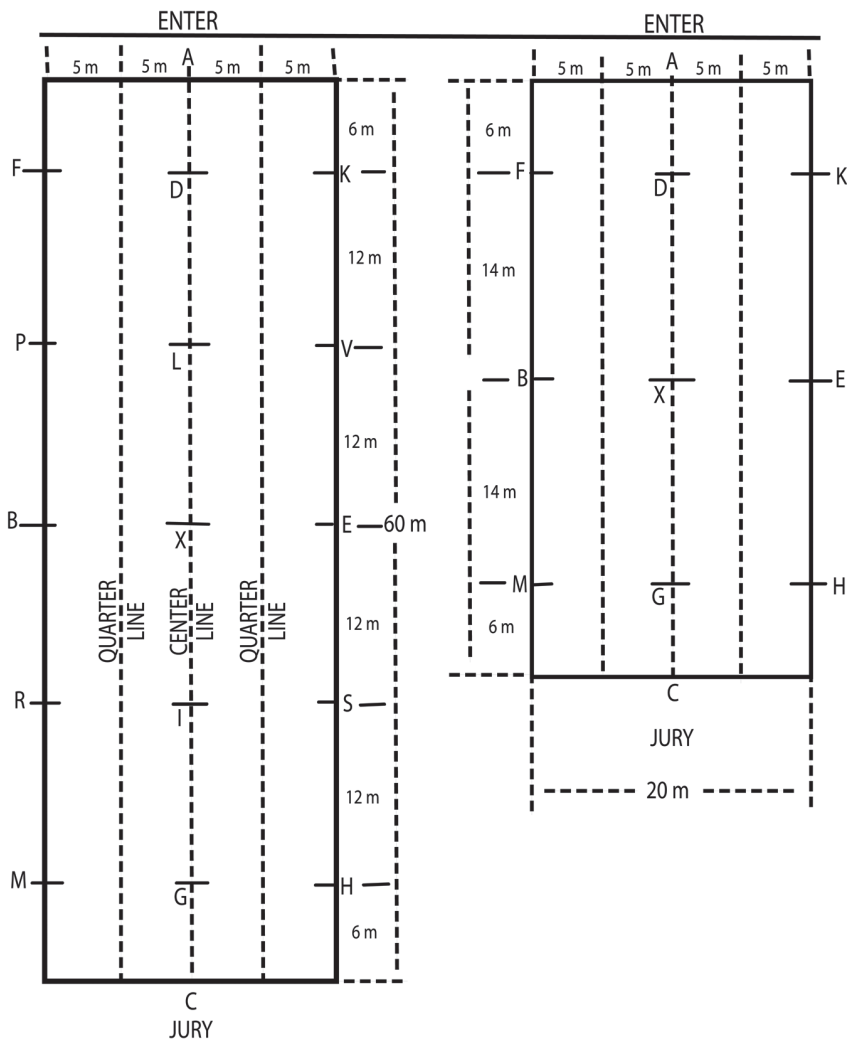 ENTER
5 m 5 m A 5 m 5 m
6 m
F D K
12 m
P L V
12 m
B X E 60 m
QUARTER LINE
CENTER LINE
QUARTER LINE
12 m
R I S
12 m
M G H
6 m
C
JURY
ENTER
5 m 5 m A 5 m 5 m
6 m
F D K
14 m
B X E
14 m
M G H
6 m
C
JURY
20 m